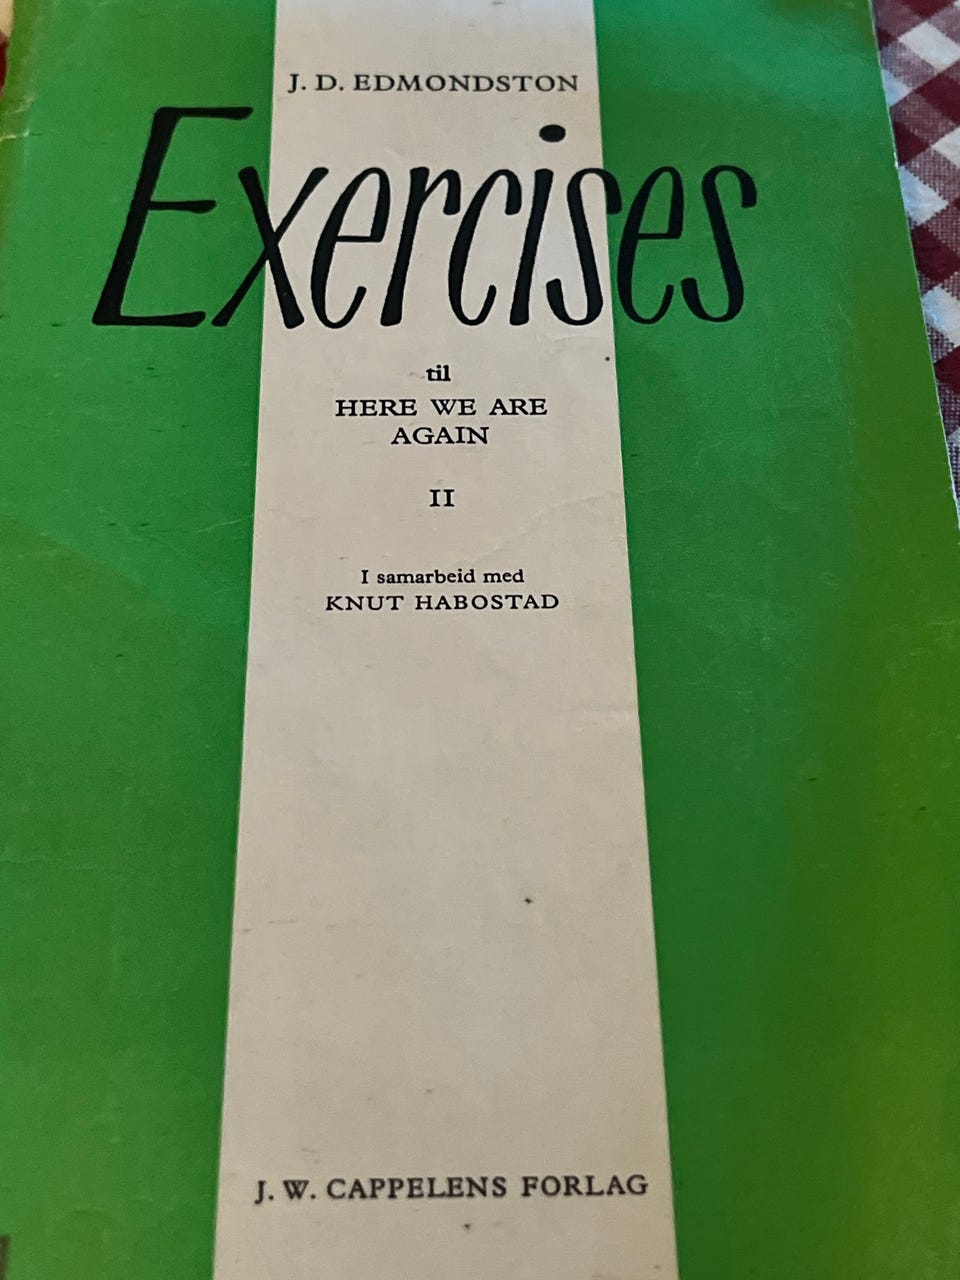 J. D. EDMONDSTON
Exercises
til
HERE WE ARE
AGAIN
II
I samarbeid med
KNUT HABOSTAD
J. W. CAPPELENS FORLAG